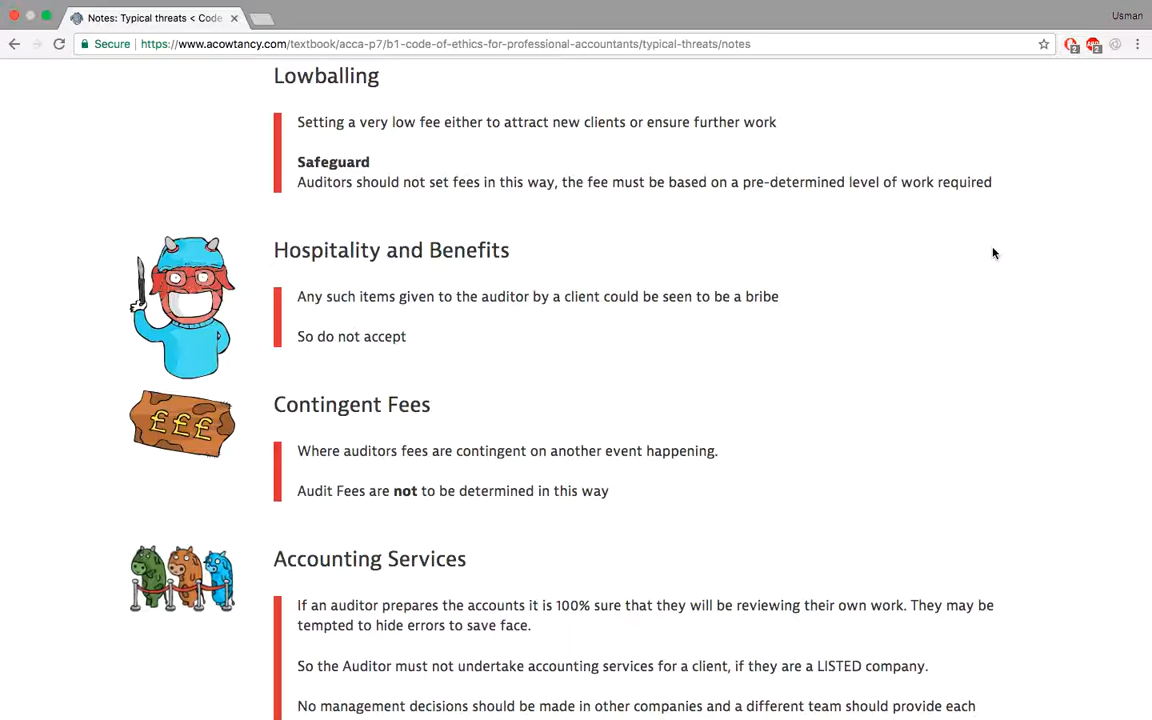 Notes: Typical threats < Code
Usman
Secure https://www.acowtancy.com/textbook/acca-p7/b1-code-of-ethics-for-professional-accountants/typical-threats/notes
2
2
Lowballing
Setting a very low fee either to attract new clients or ensure further work
Safeguard
Auditors should not set fees in this way, the fee must be based on a pre-determined level of work required
Hospitality and Benefits
Any such items given to the auditor by a client could be seen to be a bribe
So do not accept
£££
Contingent Fees
Where auditors fees are contingent on another event happening.
Audit Fees are not to be determined in this way
Accounting Services
If an auditor prepares the accounts it is 100% sure that they will be reviewing their own work. They may be
tempted to hide errors to save face.
So the Auditor must not undertake accounting services for a client, if they are a LISTED company.
No management decisions should be made in other companies and a different team should provide each